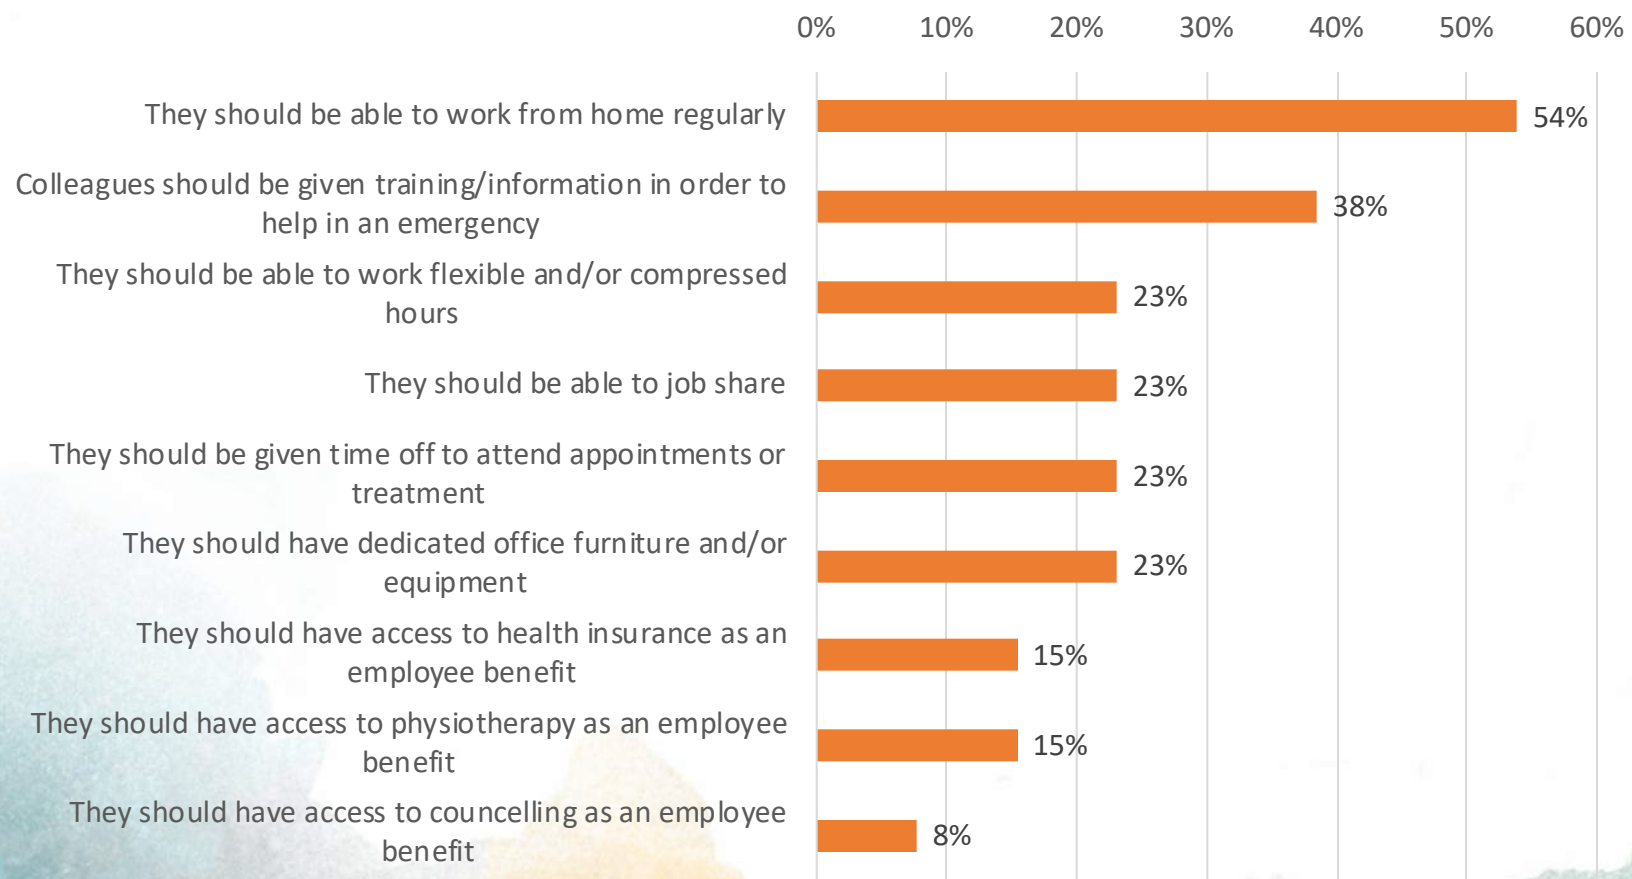 0% 10% 20% 30% 40% 50% 60%
They should be able to work from home regularly 54%
Colleagues should be given training/information in order to
help in an emergency 38%
They should be able to work flexible and/or compressed
hours 23%
They should be able to job share 23%
They should be given time off to attend appointments or
treatment 23%
They should have dedicated office furniture and/or
equipment 23%
They should have access to health insurance as an
employee benefit 15%
They should have access to physiotherapy as an employee
benefit 15%
They should have access to councelling as an employee
benefit 8%